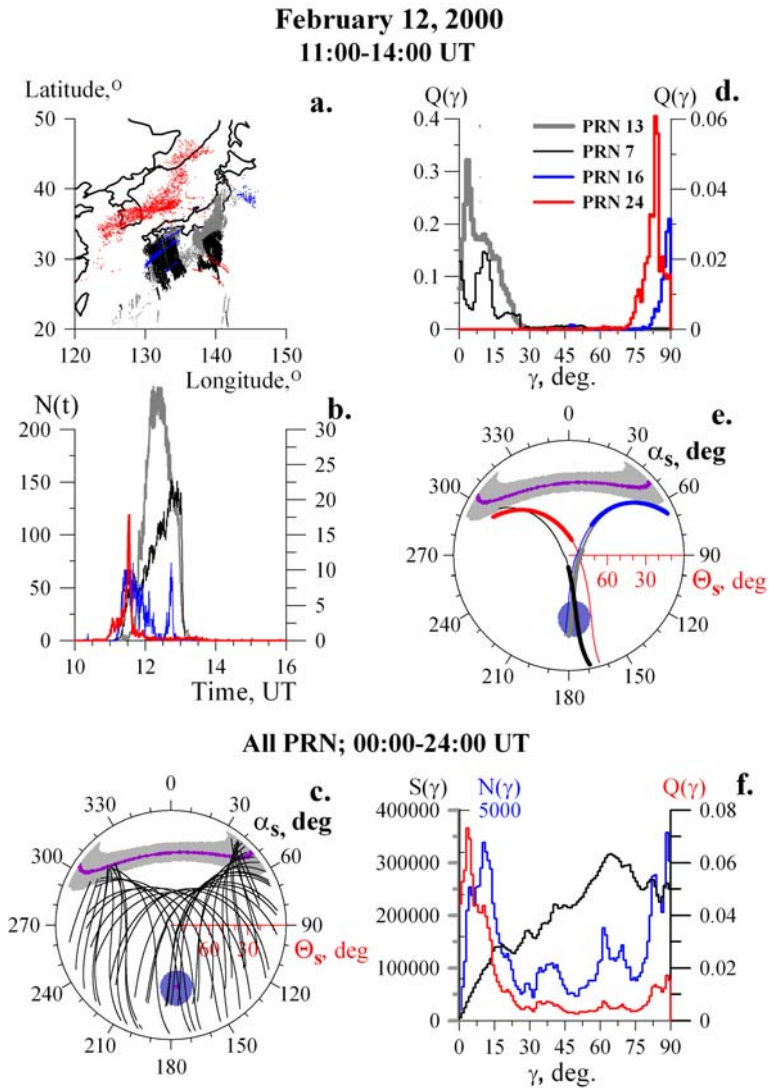 February 12, 2000
11:00-14:00 UT
a.
Latitude,O
50
40
30
20
120 130 140 150
Longitude,O
d.
Q(γ) Q(γ)
0.4 0.06
0.3 0.04
0.2
0.1 0.02
0 0
PRN 13
PRN 7
PRN 16
PRN 24
0 15 30 45 60 75 90
γ, deg.
b.
N(t)
200 30
150 25
20
100 15
10
50 5
0 0
10 12 14 16
Time, UT
e.
0
330 30
αs, deg
300 60
270 90
60 30 Θs, deg
240 120
210 150
180
All PRN; 00:00-24:00 UT
c.
0
330 30
αs, deg
300 60
270 90
60 30 Θs, deg
240 120
210 150
180
f.
S(γ) N(γ) Q(γ)
400000 5000 0.08
300000 0.06
200000 0.04
100000 0.02
0 0
0 15 30 45 60 75 90
γ, deg.